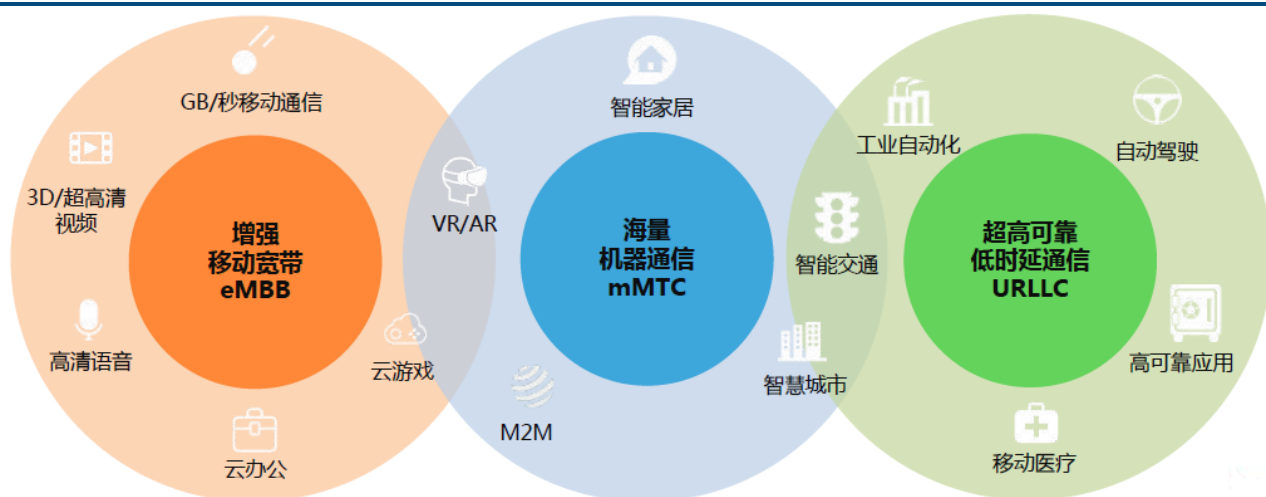 GB/秒移动通信
3D/超高清
视频
高清语音
云办公
云游戏
VR/AR
增强
移动宽带
eMBB
智能家居
海量
机器通信
mMTC
M2M
智慧城市
智能交通
工业自动化
自动驾驶
超高可靠
低时延通信
URLLC
高可靠应用
移动医疗